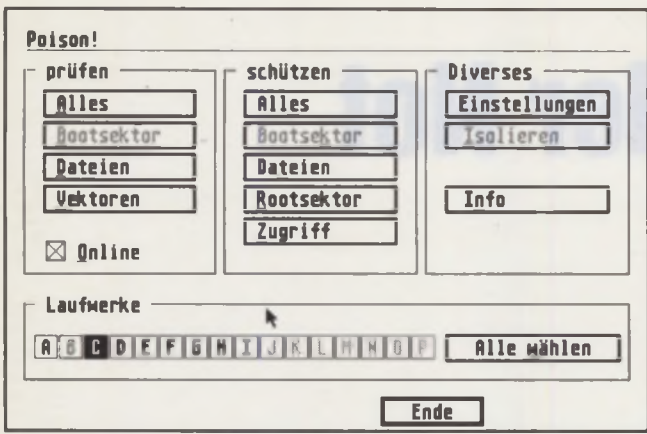 Poison!
prüfen
Alles
Bootsektor
Dateien
Vektoren
Online
schützen
Alles
Bootsektor
Dateien
Rootsektor
Zugriff
Diverses
Einstellungen
Isolieren
Info
Laufwerke
A B C D E F G H I J K L M N O P
Alle wählen
Ende